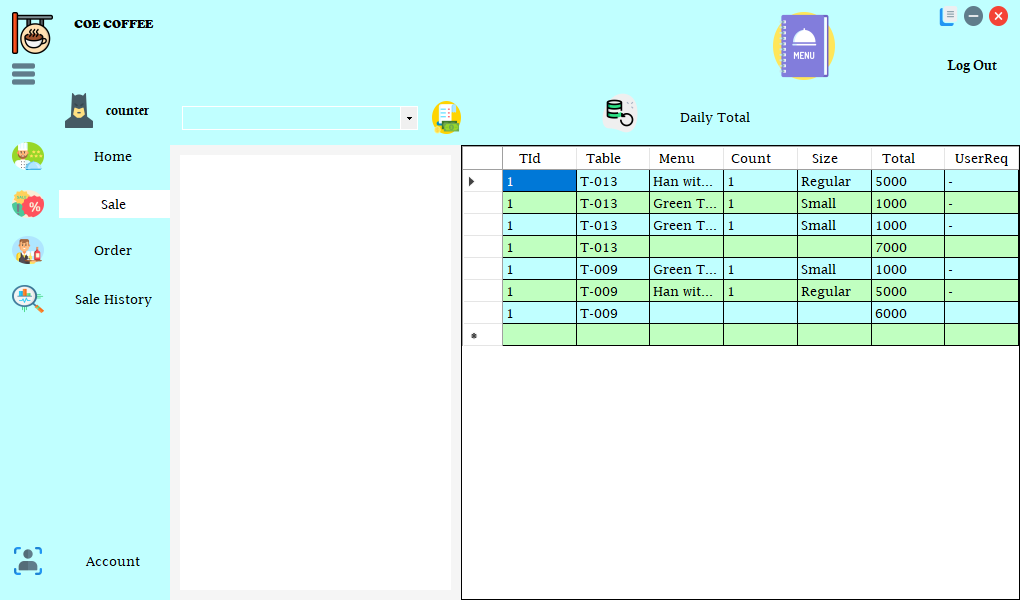 COE COFFEE
MENU
Log Out
counter
Daily Total
Home
Sale
%
Order
Sale History
Account
TId Table Menu Count Size Total UserReq
1 T-013 Han wit... 1 Regular 5000 -
1 T-013 Green T... 1 Small 1000 -
1 T-013 Green T... 1 Small 1000 -
1 T-013 7000
1 T-009 Green T... 1 Small 1000 -
1 T-009 Han wit... 1 Regular 5000 -
1 T-009 6000